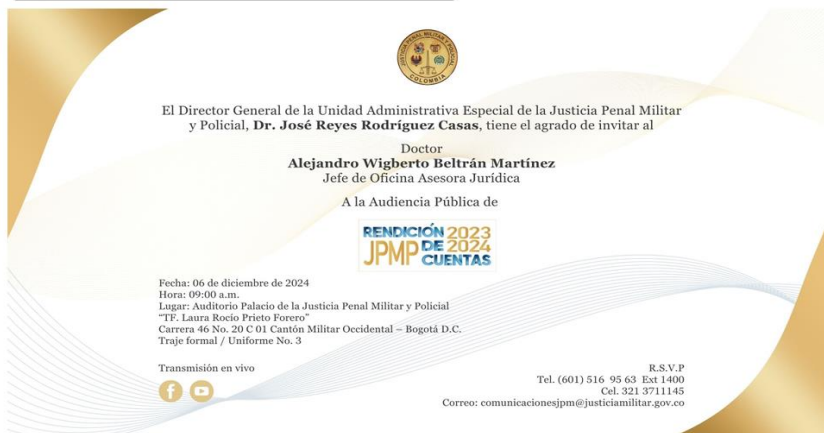 JUSTICIA PENAL MILITAR Y POLICIAL
COLOMBIA
El Director General de la Unidad Administrativa Especial de la Justicia Penal Militar
y Policial, Dr. José Reyes Rodríguez Casas, tiene el agrado de invitar al
Doctor
Alejandro Wigberto Beltrán Martínez
Jefe de Oficina Asesora Jurídica
A la Audiencia Pública de
RENDICIÓN 2023
JPMP DE 2024
CUENTAS
Fecha: 06 de diciembre de 2024
Hora: 09:00 a.m.
Lugar: Auditorio Palacio de la Justicia Penal Militar y Policial
“TF. Laura Rocío Prieto Forero”
Carrera 46 No. 20 C 01 Cantón Militar Occidental – Bogotá D.C.
Traje formal / Uniforme No. 3
Transmisión en vivo
R.S.V.P
Tel. (601) 516 95 63 Ext 1400
Cel. 321 3711145
Correo: comunicacionesjpm@justiciamilitar.gov.co